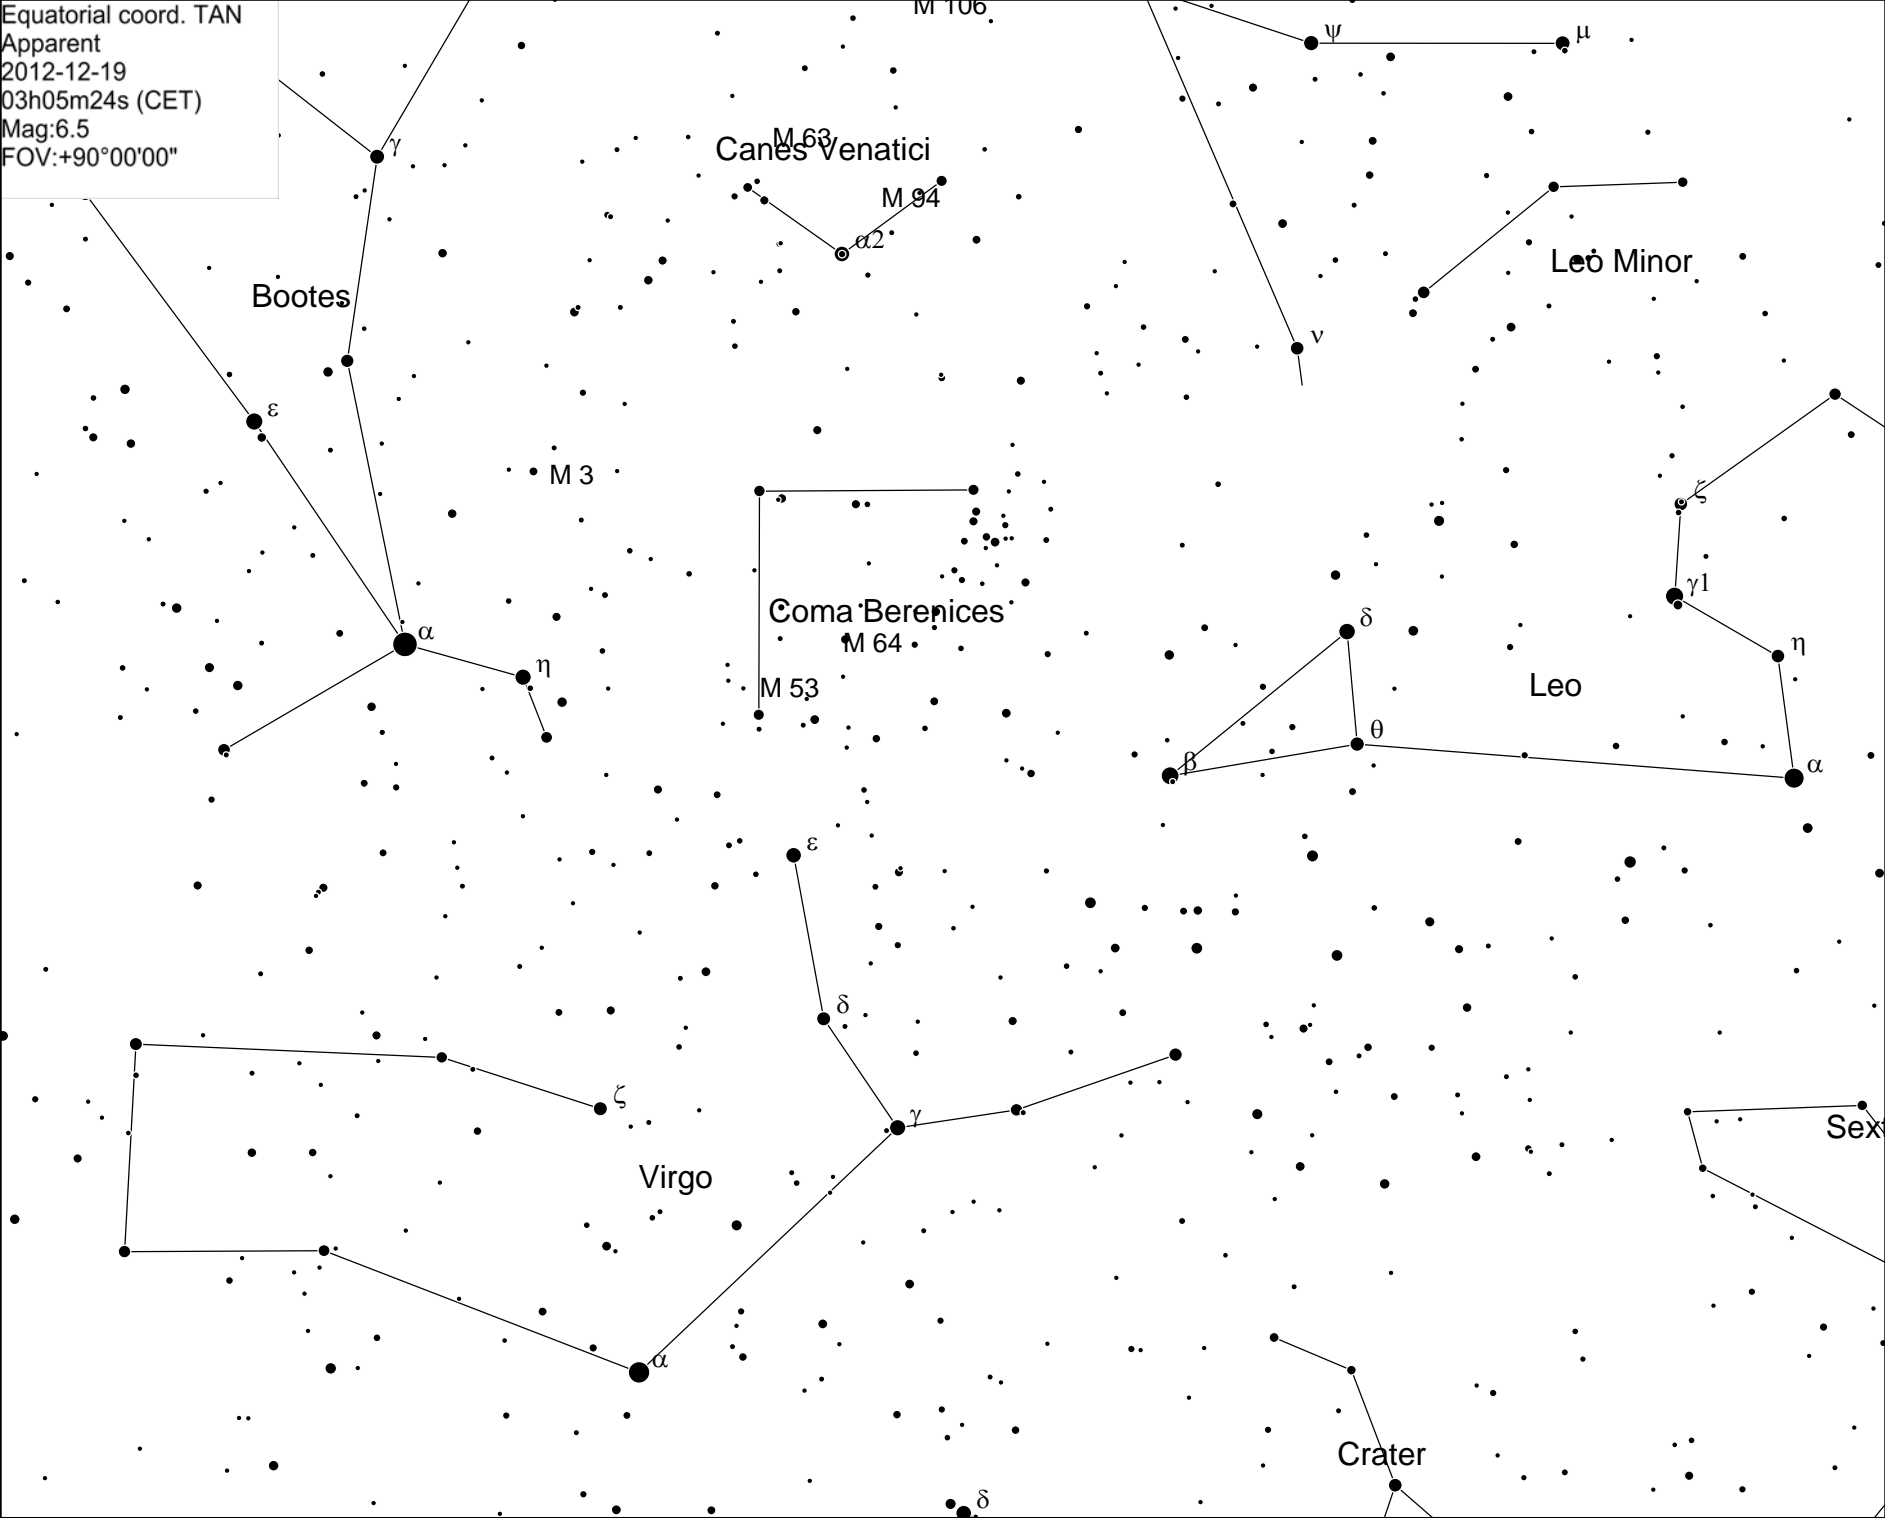 Equatorial coord. TAN
Apparent
2012-12-19
03h05m24s (CET)
Mag:6.5
FOV:+90°00'00"
M 106
ψ
μ
γ
M 63
Canes Venatici
M 94
α2
Leo Minor
Bootes
ν
ε
M 3
ζ
γ1
Coma Berenices
δ
α
M 64
η
η
M 53
Leo
θ
β
α
ε
δ
ζ
γ
Sext
Virgo
α
Crater
δ